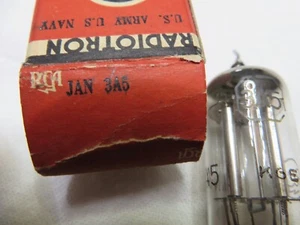 U.S. ARMY U.S NAVY
RADIOTRON
RCA
JAN 3A5